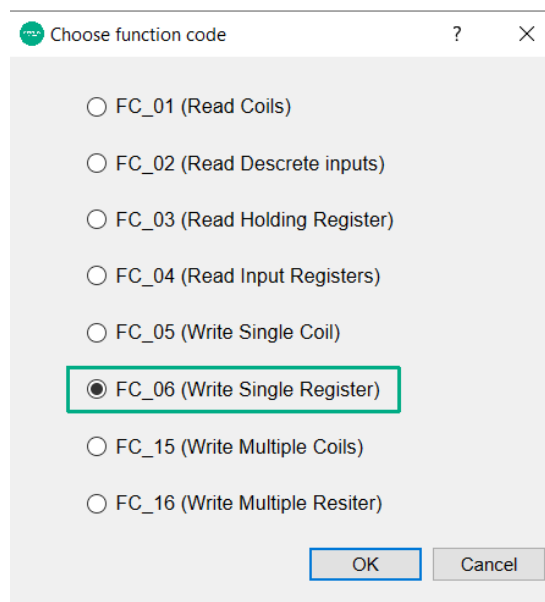 Choose function code
?
FC_01 (Read Coils)
FC_02 (Read Descrete inputs)
FC_03 (Read Holding Register)
FC_04 (Read Input Registers)
FC_05 (Write Single Coil)
FC_06 (Write Single Register)
FC_15 (Write Multiple Coils)
FC_16 (Write Multiple Resiter)
OK
Cancel